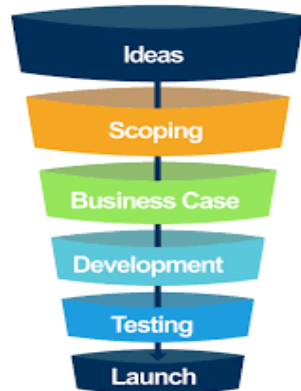 Ideas
Scoping
Business Case
Development
Testing
Launch